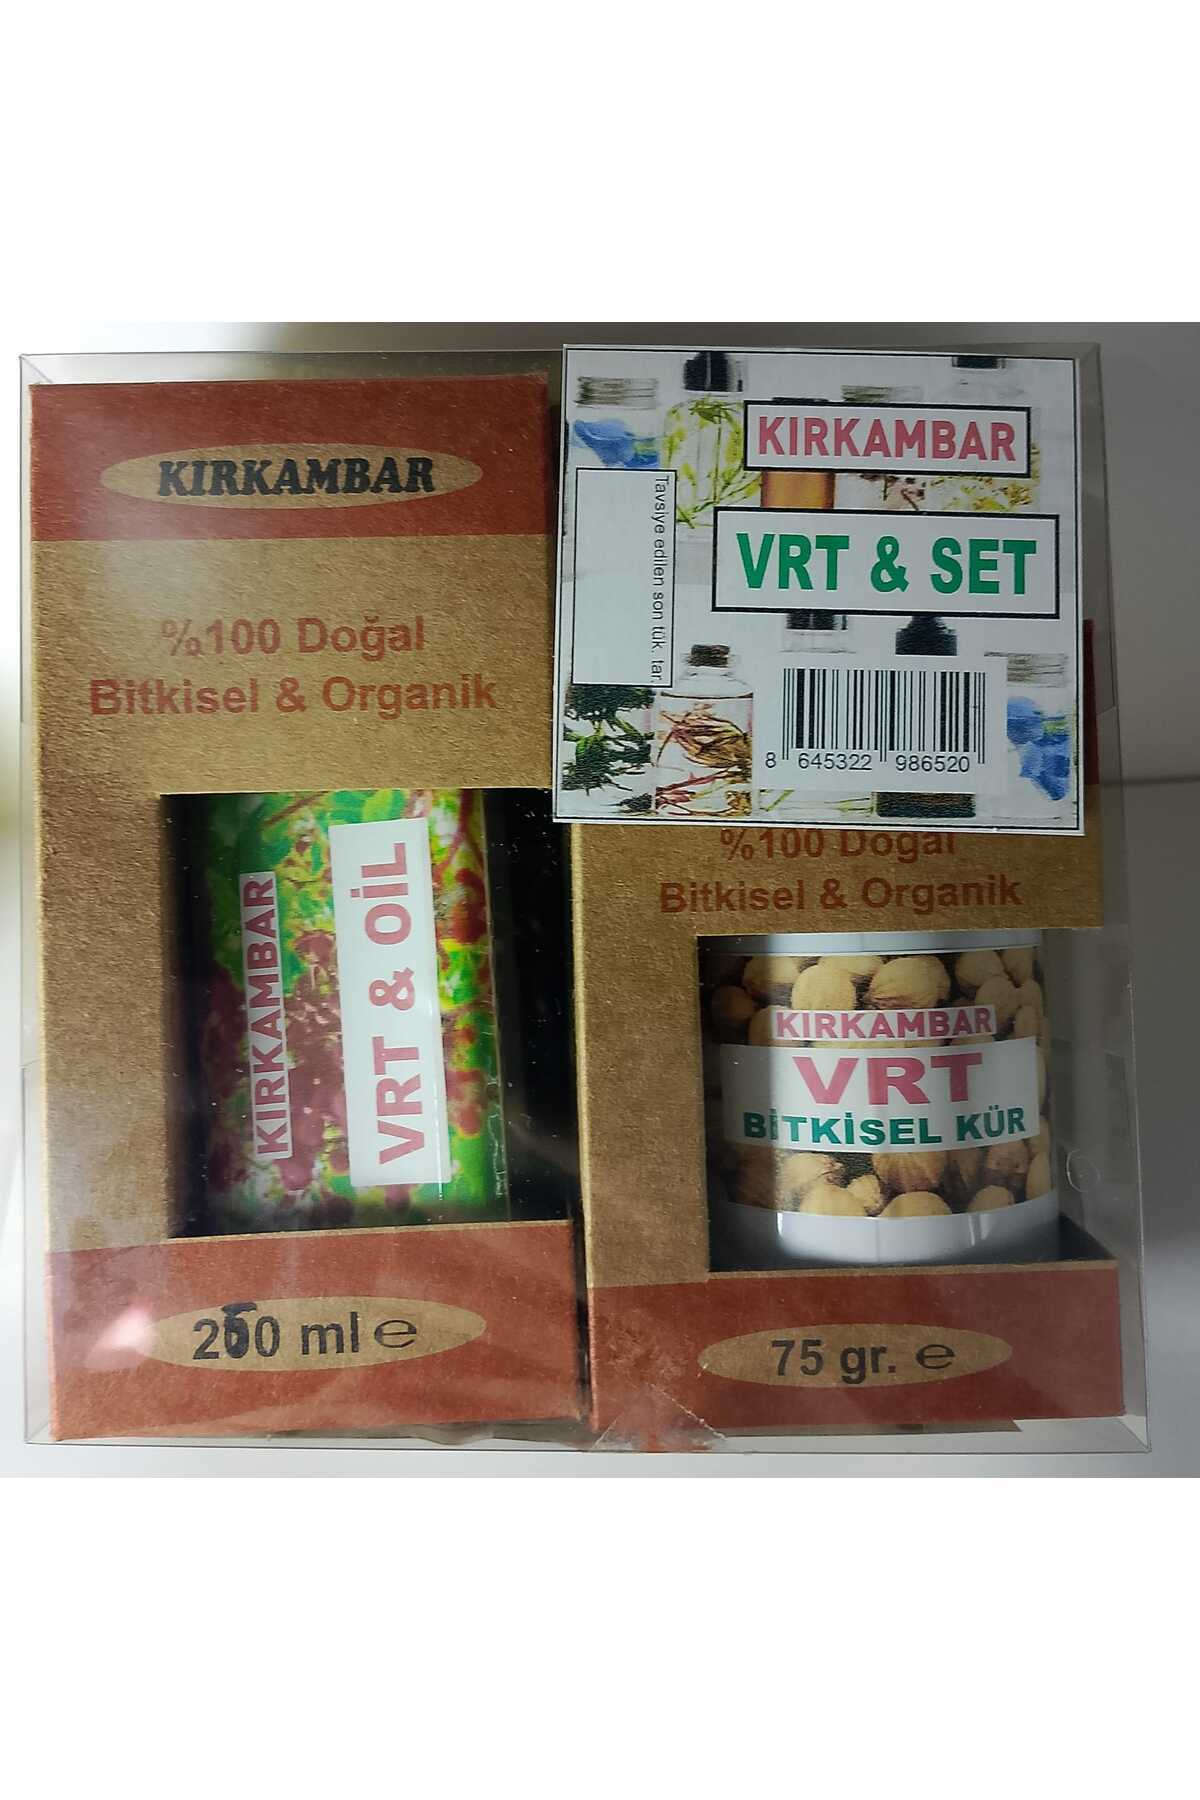 KIRKAMBAR
%100 Doğal
Bitkisel & Organik
KIRKAMBAR
VRT & OİL
ml e
KIRKAMBAR
VRT & SET
Tavsiye edilen son tük. tar.
8 645322 986520
%100 Doğal
Bitkisel & Organik
KIRKAMBAR
VRT
BİTKİSEL KÜR
75 gr. e